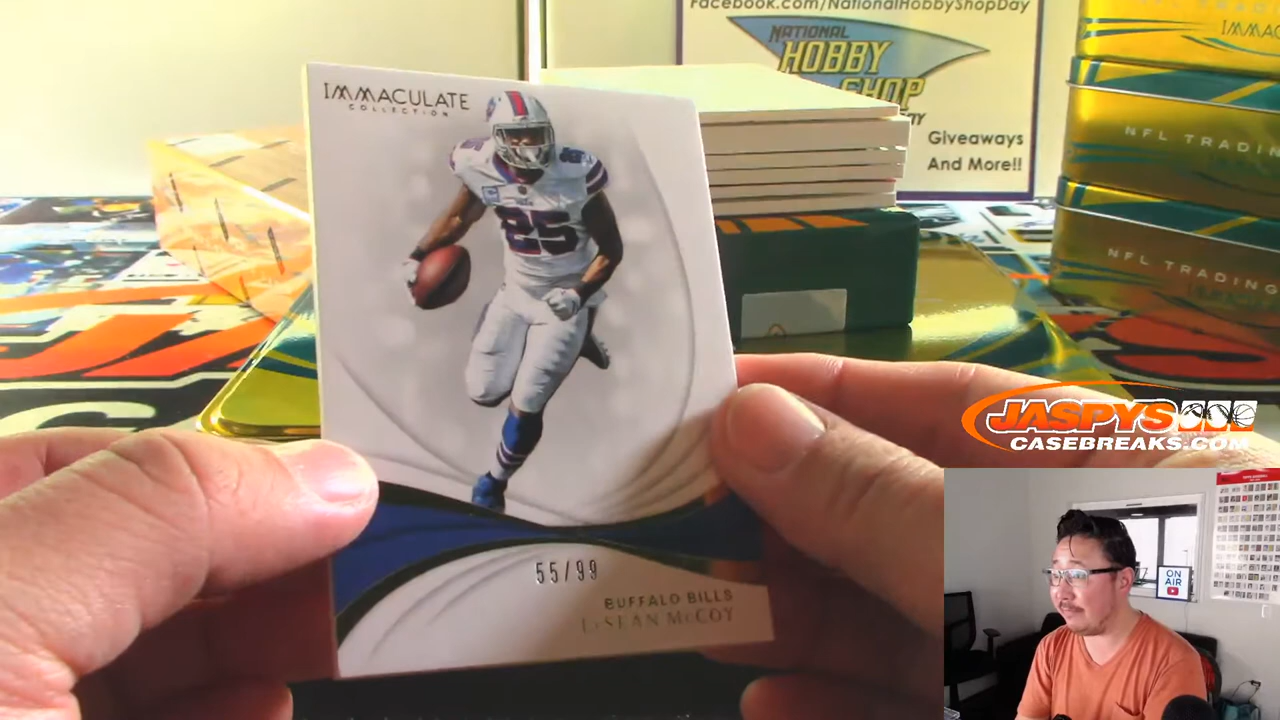 Facebook.com/NationalHobbyShopDay
NATIONAL
HOBBY
SHOP
Giveaways
And More!!
IMMACULATE
COLLECTION
25
55/99
BUFFALO BILLS
LeSEAN McCOY
NFL TRADING
NFL TRADING
JASPYS
CASEBREAKS.COM
ON
AIR